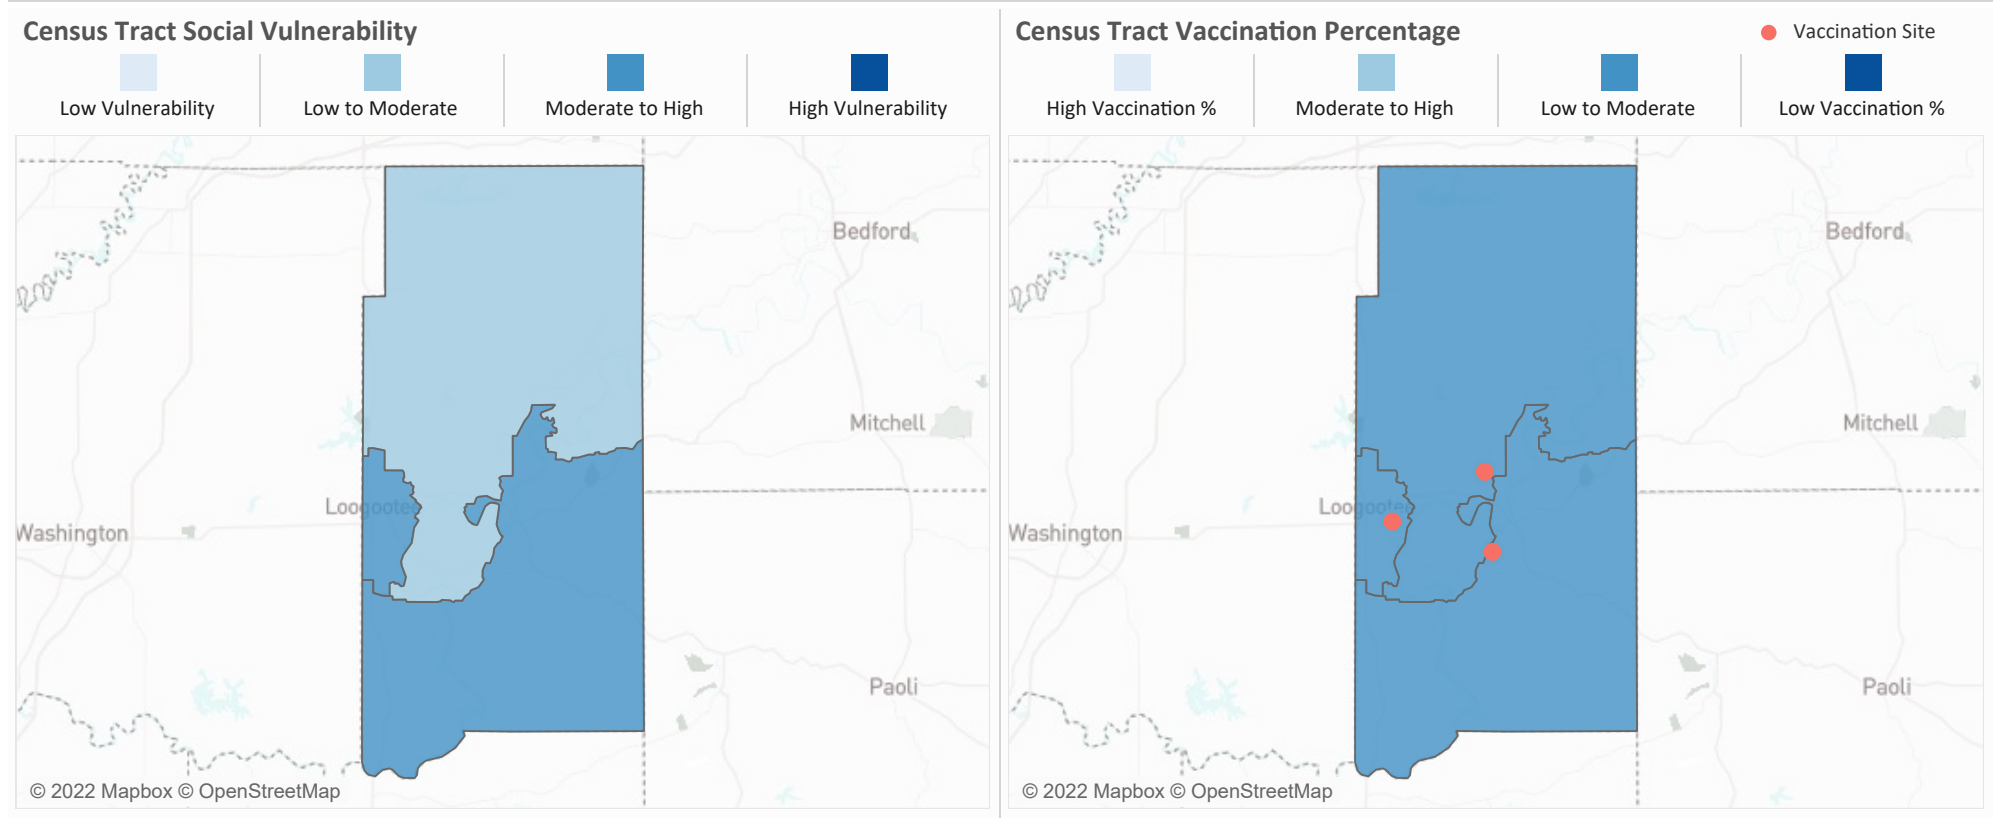 Census Tract Social Vulnerability
Low Vulnerability
Low to Moderate
Moderate to High
High Vulnerability
Bedford
Mitchell
Loogootee
Washington
Paoli
© 2022 Mapbox © OpenStreetMap
Census Tract Vaccination Percentage
Vaccination Site
High Vaccination %
Moderate to High
Low to Moderate
Low Vaccination %
Bedford
Mitchell
Loogootee
Washington
Paoli
© 2022 Mapbox © OpenStreetMap